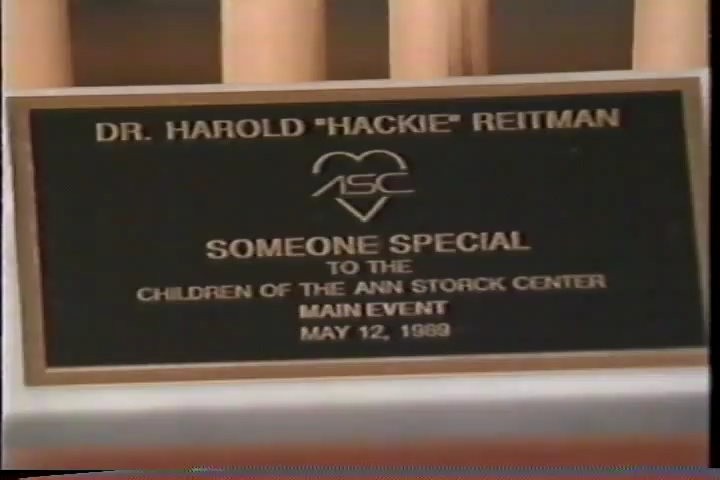 DR. HAROLD "HACKIE" REITMAN
ASC
SOMEONE SPECIAL
TO THE
CHILDREN OF THE ANN STORCK CENTER
MAIN EVENT
MAY 12, 1989